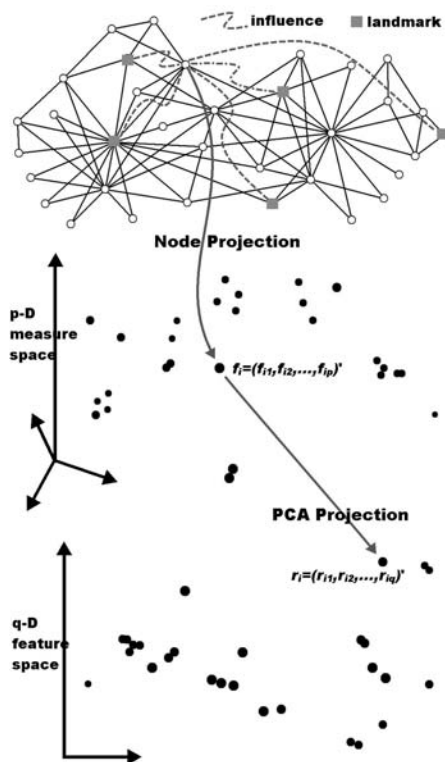 influence
landmark
Node Projection
p-D
measure
space
fi=(fi1,fi2,...,fip)'
PCA Projection
ri=(ri1,ri2,...,riq)'
q-D
feature
space